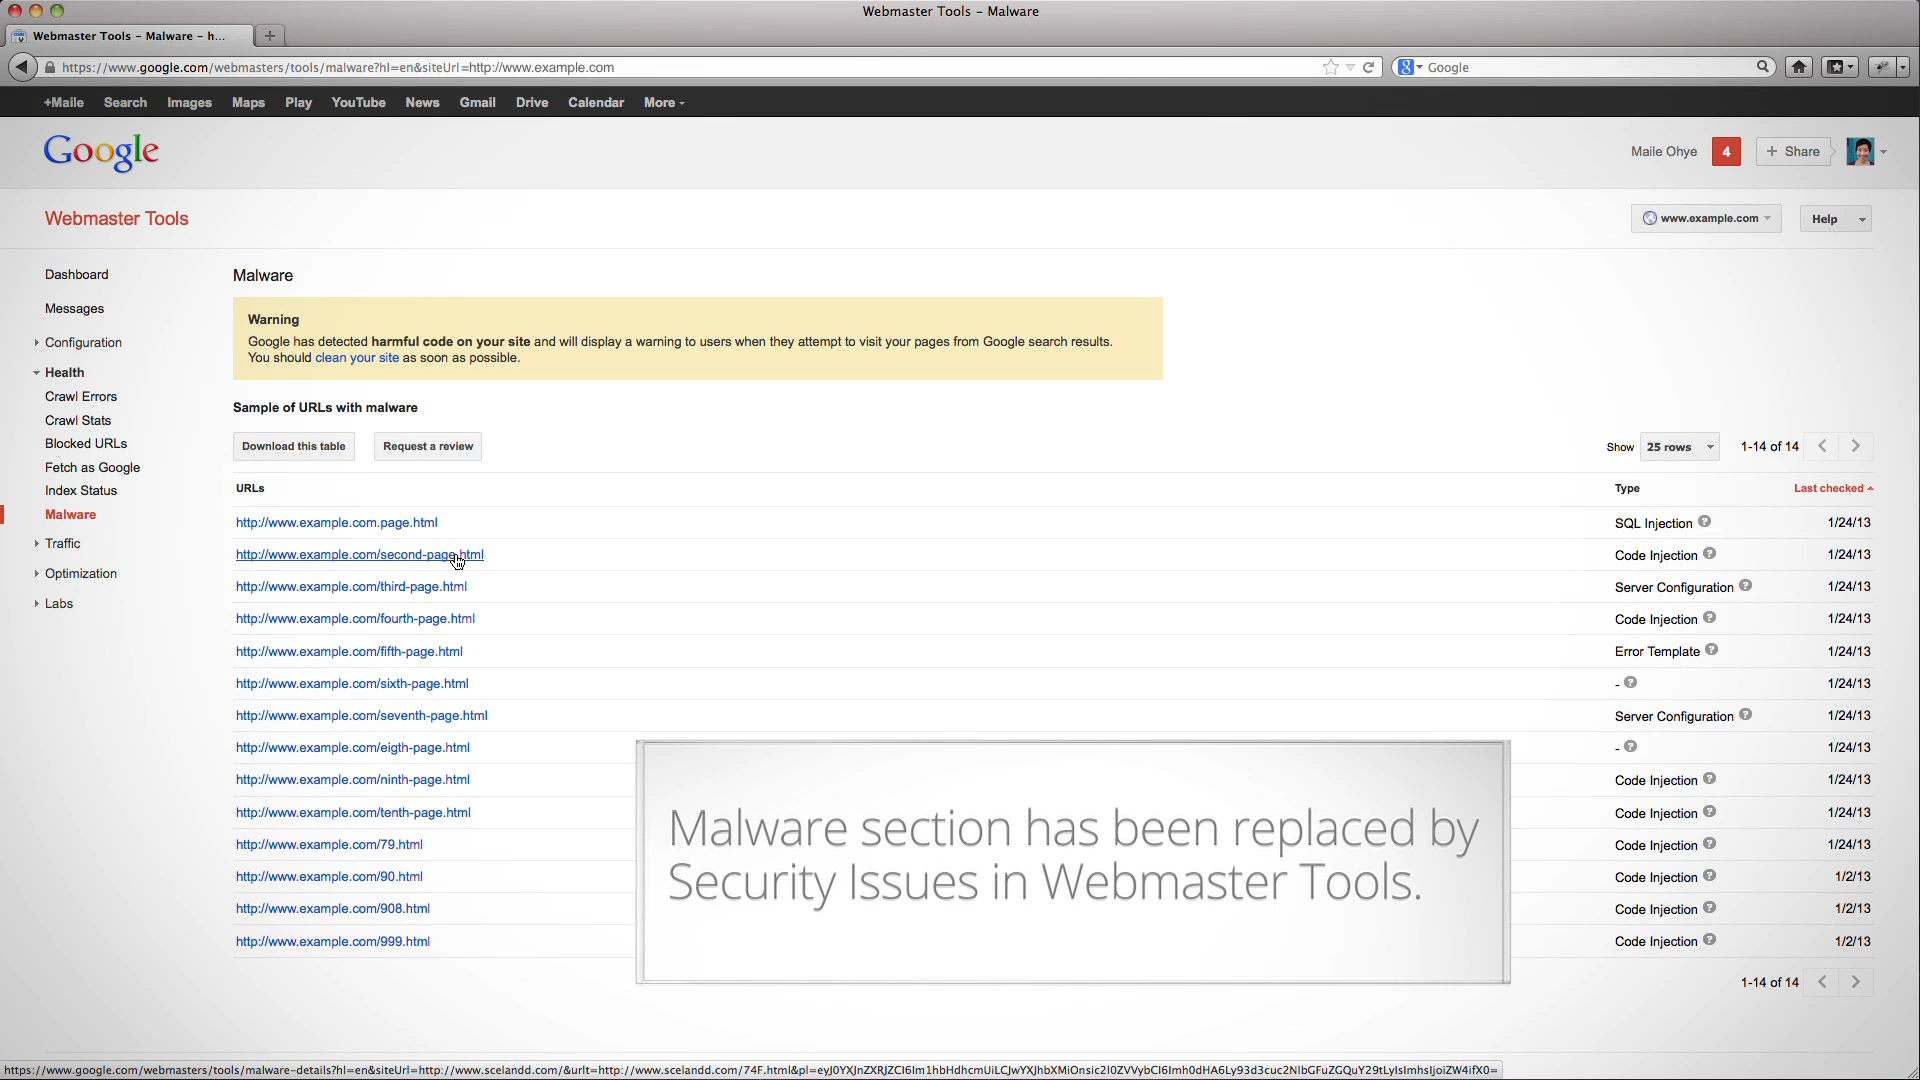 Webmaster Tools – Malware
Webmaster Tools – Malware – h...
https://www.google.com/webmasters/tools/malware?hl=en&siteUrl=http://www.example.com
Google
+Maile Search Images Maps Play YouTube News Gmail Drive Calendar More
Google
Maile Ohye 4 + Share
Webmaster Tools
www.example.com Help
Dashboard
Messages
Configuration
Health
Crawl Errors
Crawl Stats
Blocked URLs
Fetch as Google
Index Status
Malware
Traffic
Optimization
Labs
Malware
Warning
Google has detected harmful code on your site and will display a warning to users when they attempt to visit your pages from Google search results.
You should clean your site as soon as possible.
Sample of URLs with malware
Download this table Request a review Show 25 rows 1-14 of 14
URLs Type Last checked
http://www.example.com.page.html SQL Injection ? 1/24/13
http://www.example.com/second-page.html Code Injection ? 1/24/13
http://www.example.com/third-page.html Server Configuration ? 1/24/13
http://www.example.com/fourth-page.html Code Injection ? 1/24/13
http://www.example.com/fifth-page.html Error Template ? 1/24/13
http://www.example.com/sixth-page.html - ? 1/24/13
http://www.example.com/seventh-page.html Server Configuration ? 1/24/13
http://www.example.com/eigth-page.html - ? 1/24/13
http://www.example.com/ninth-page.html Code Injection ? 1/24/13
http://www.example.com/tenth-page.html Code Injection ? 1/24/13
http://www.example.com/79.html Code Injection ? 1/24/13
http://www.example.com/90.html Code Injection ? 1/2/13
http://www.example.com/908.html Code Injection ? 1/2/13
http://www.example.com/999.html Code Injection ? 1/2/13
Malware section has been replaced by
Security Issues in Webmaster Tools.
1-14 of 14